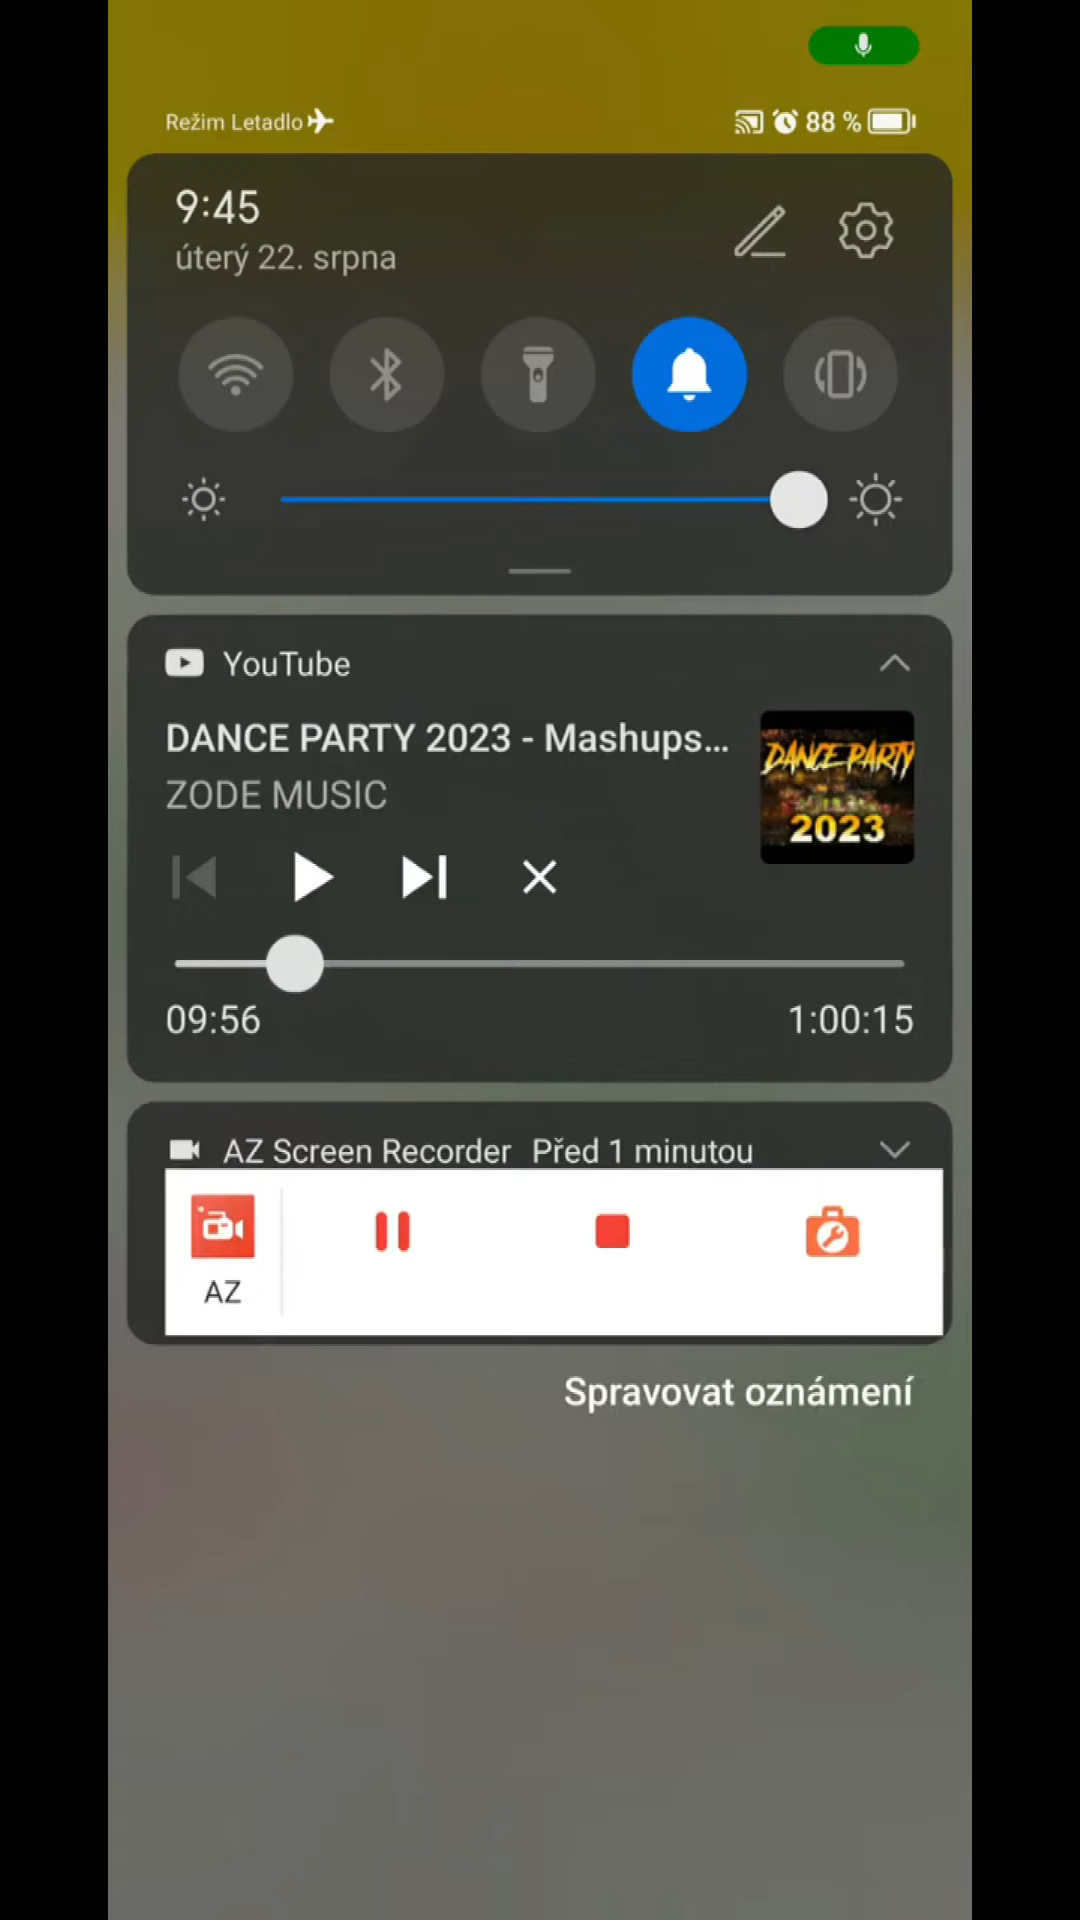 Režim Letadlo
88 %
9:45
úterý 22. srpna
YouTube
DANCE PARTY 2023 - Mashups...
ZODE MUSIC
DANCE PARTY
2023
09:56
1:00:15
AZ Screen Recorder Před 1 minutou
AZ
Spravovat oznámení